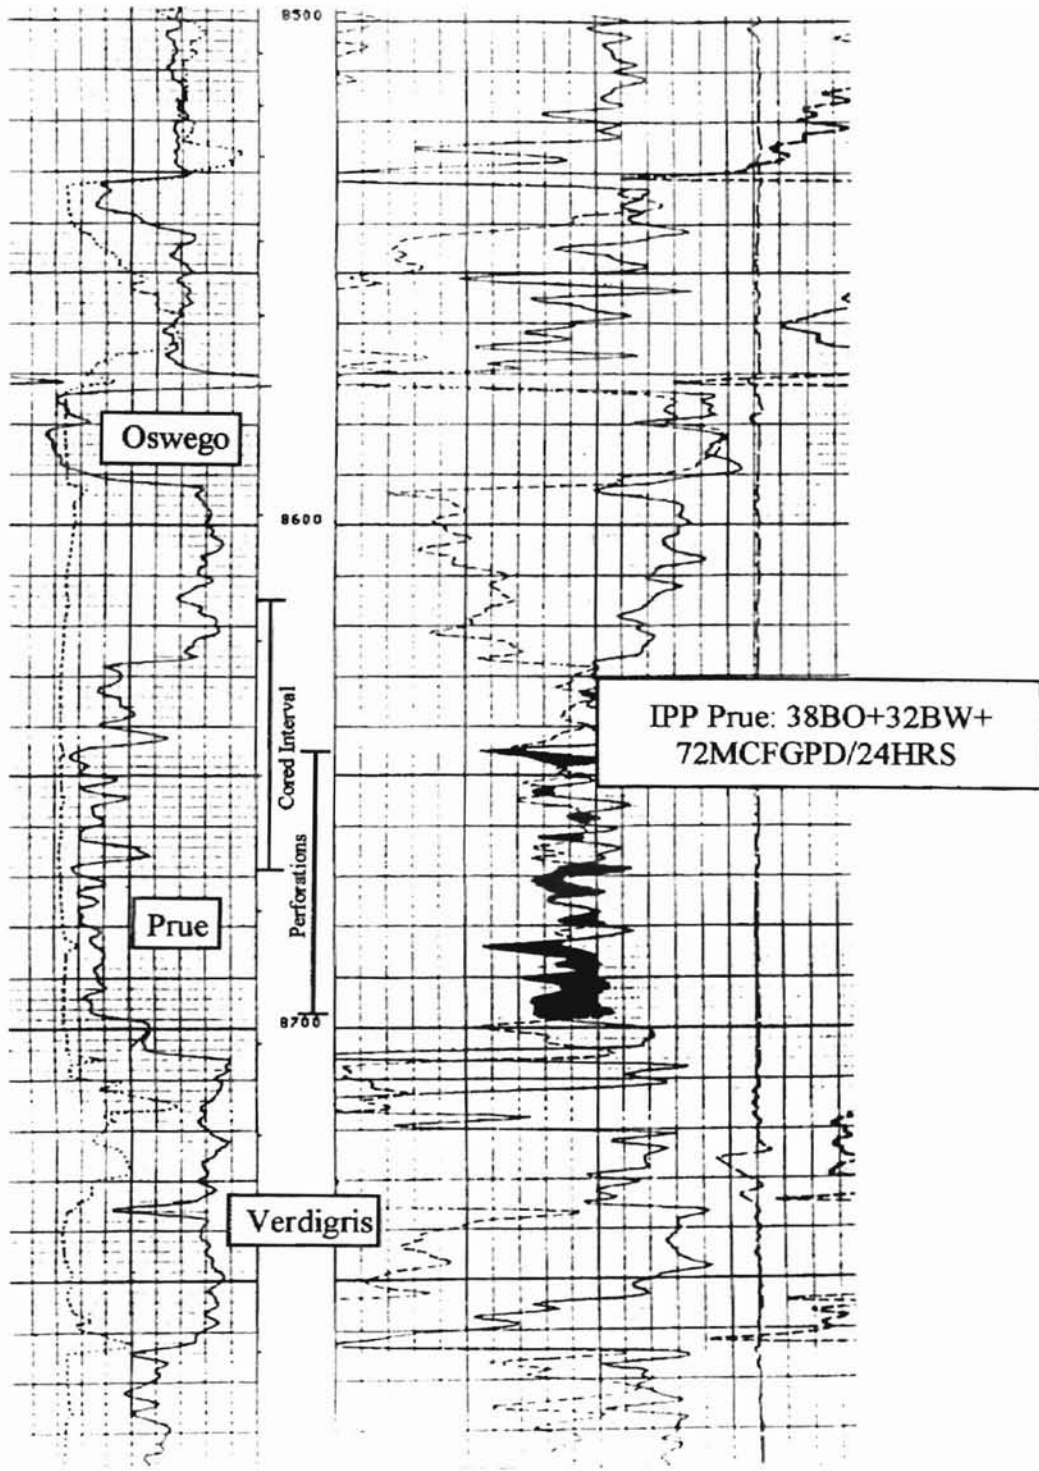 8500
Oswego
8600
Cored Interval
IPP Prue: 38BO+32BW+
72MCFGPD/24HRS
Perforations
Prue
8700
Verdigris